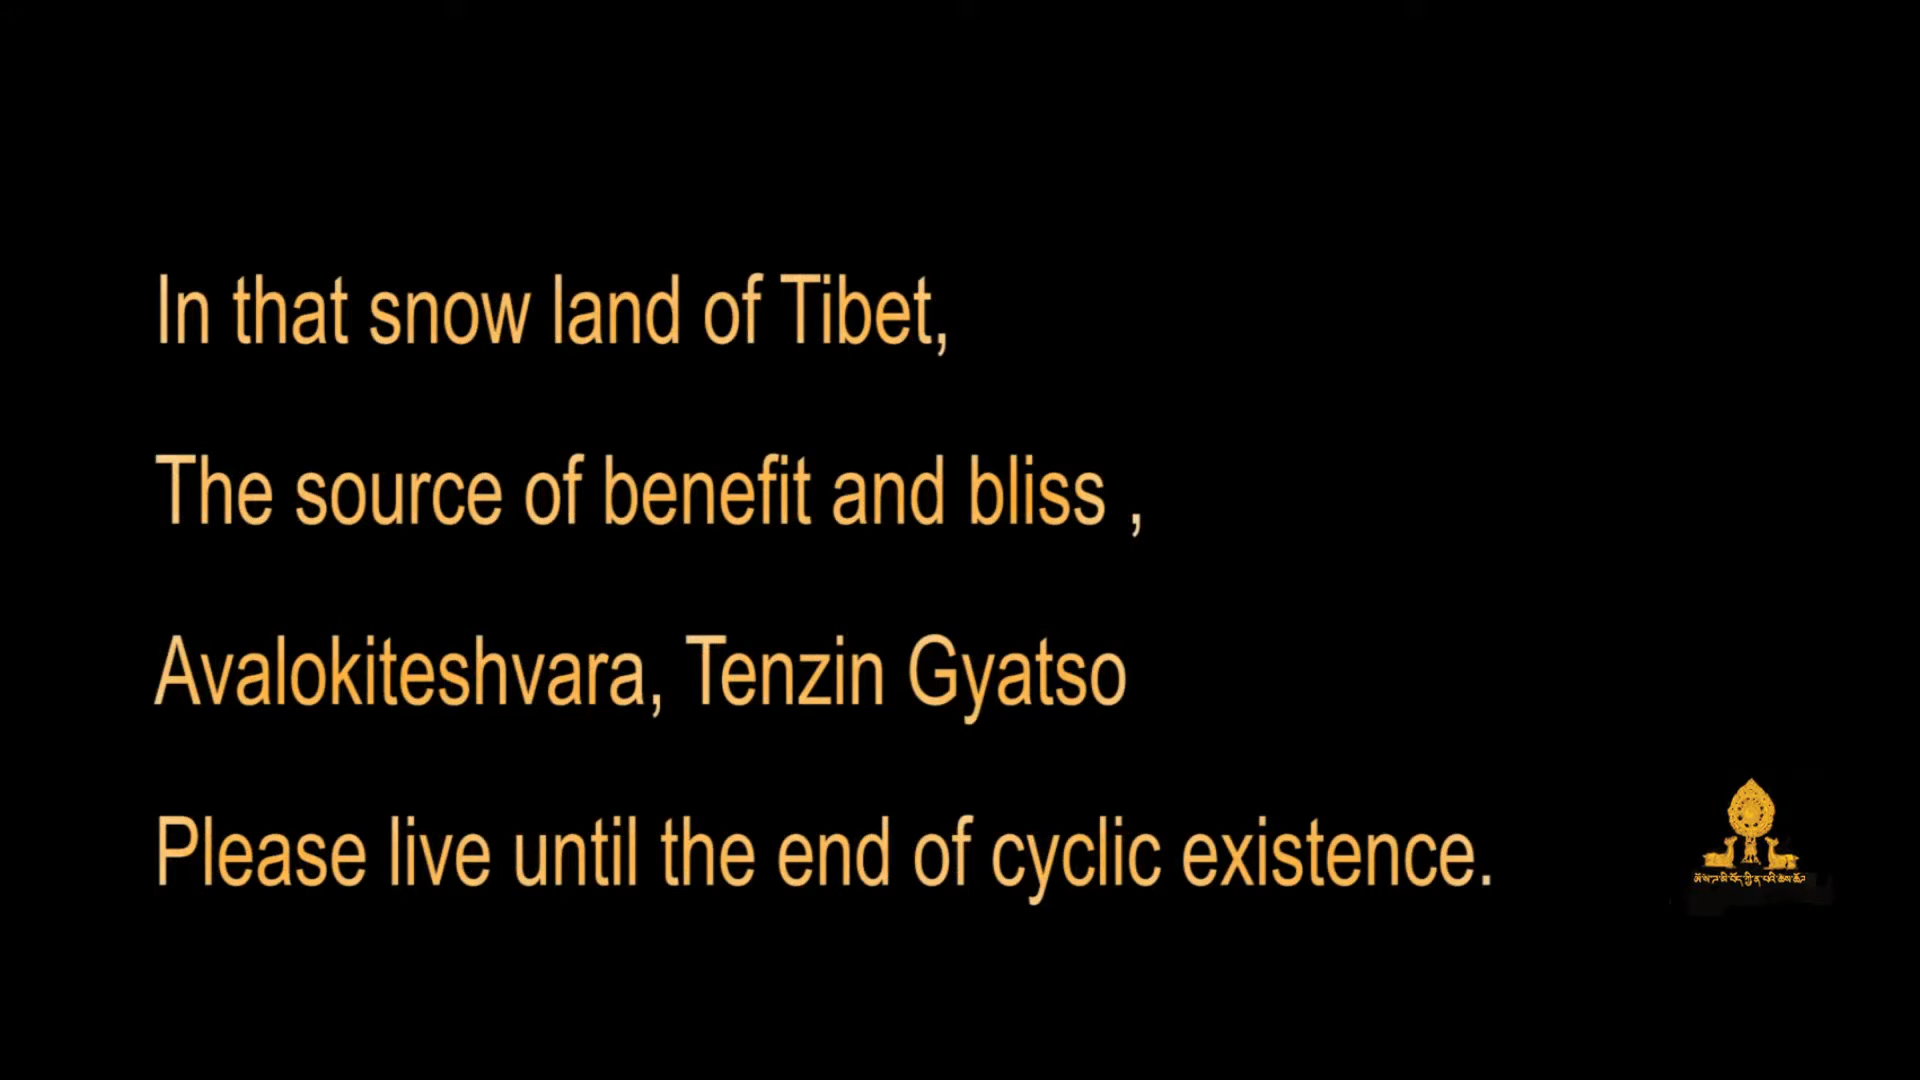 In that snow land of Tibet,
The source of benefit and bliss ,
Avalokiteshvara, Tenzin Gyatso
Please live until the end of cyclic existence.